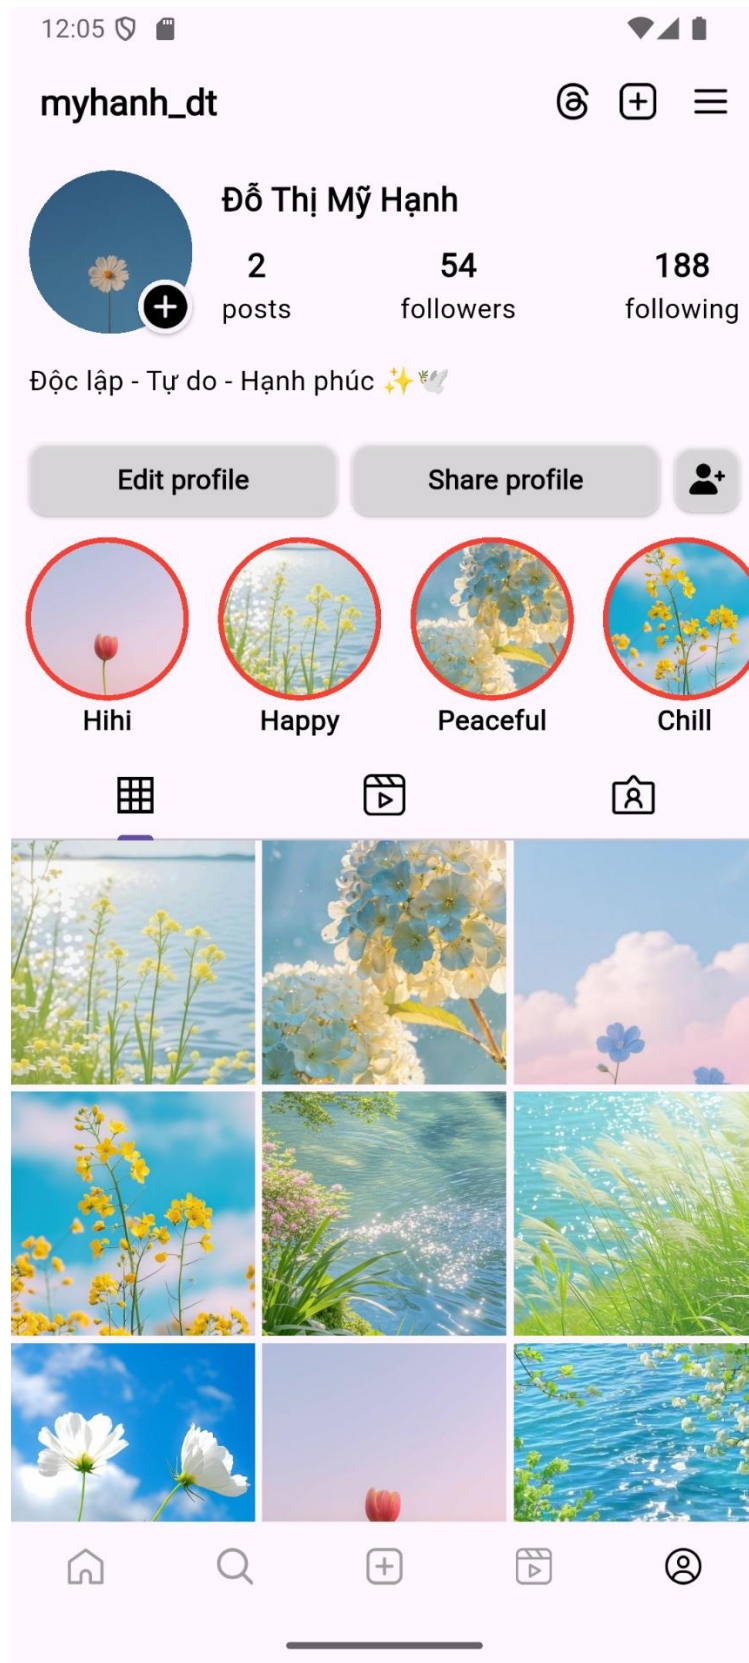 12:05
myhanh_dt
Đỗ Thị Mỹ Hạnh
2 54 188
posts followers following
Độc lập - Tự do - Hạnh phúc ✨🕊️
Edit profile Share profile
Hihi Happy Peaceful Chill